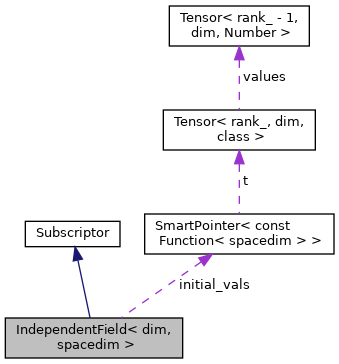 Tensor< rank_ - 1,
dim, Number >
values
Tensor< rank_, dim,
class >
t
Subscriptor
SmartPointer< const
Function< spacedim > >
initial_vals
IndependentField< dim,
spacedim >